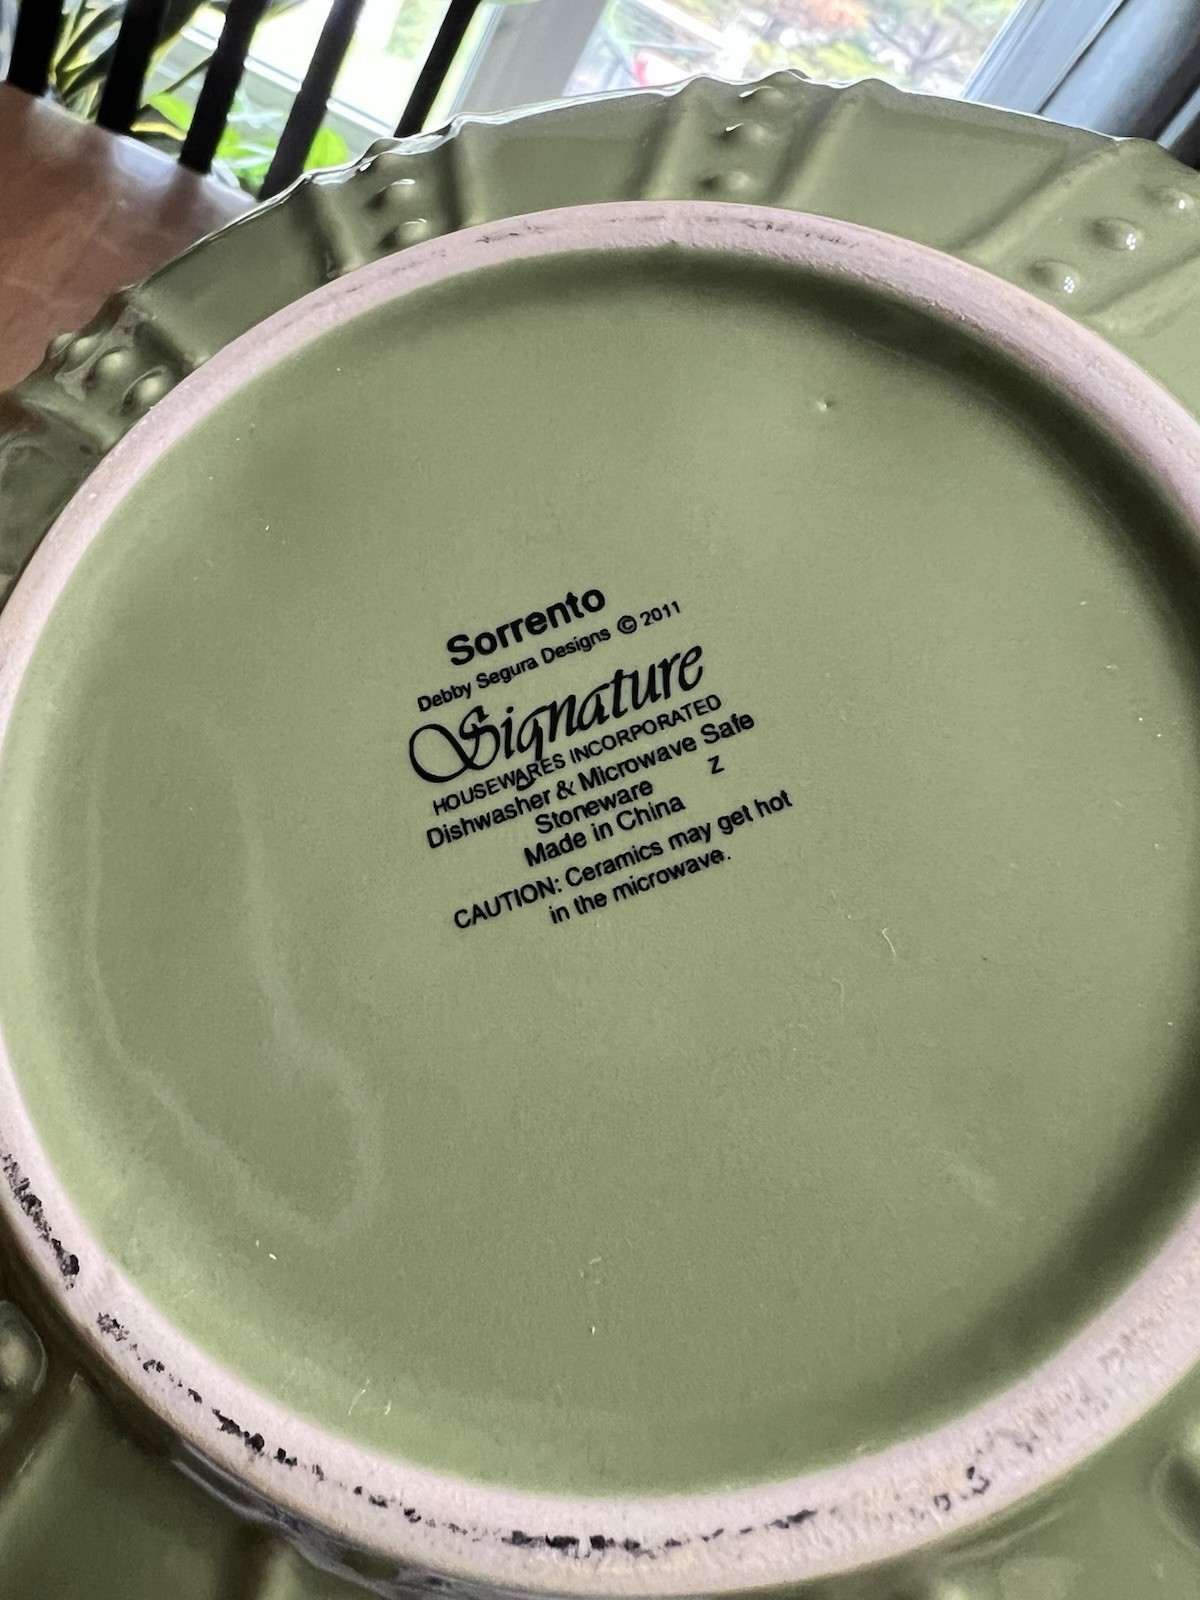 Sorrento
Debby Segura Designs © 2011
Signature
HOUSEWARES INCORPORATED
Dishwasher & Microwave Safe
Stoneware Z
Made in China
CAUTION: Ceramics may get hot
in the microwave.